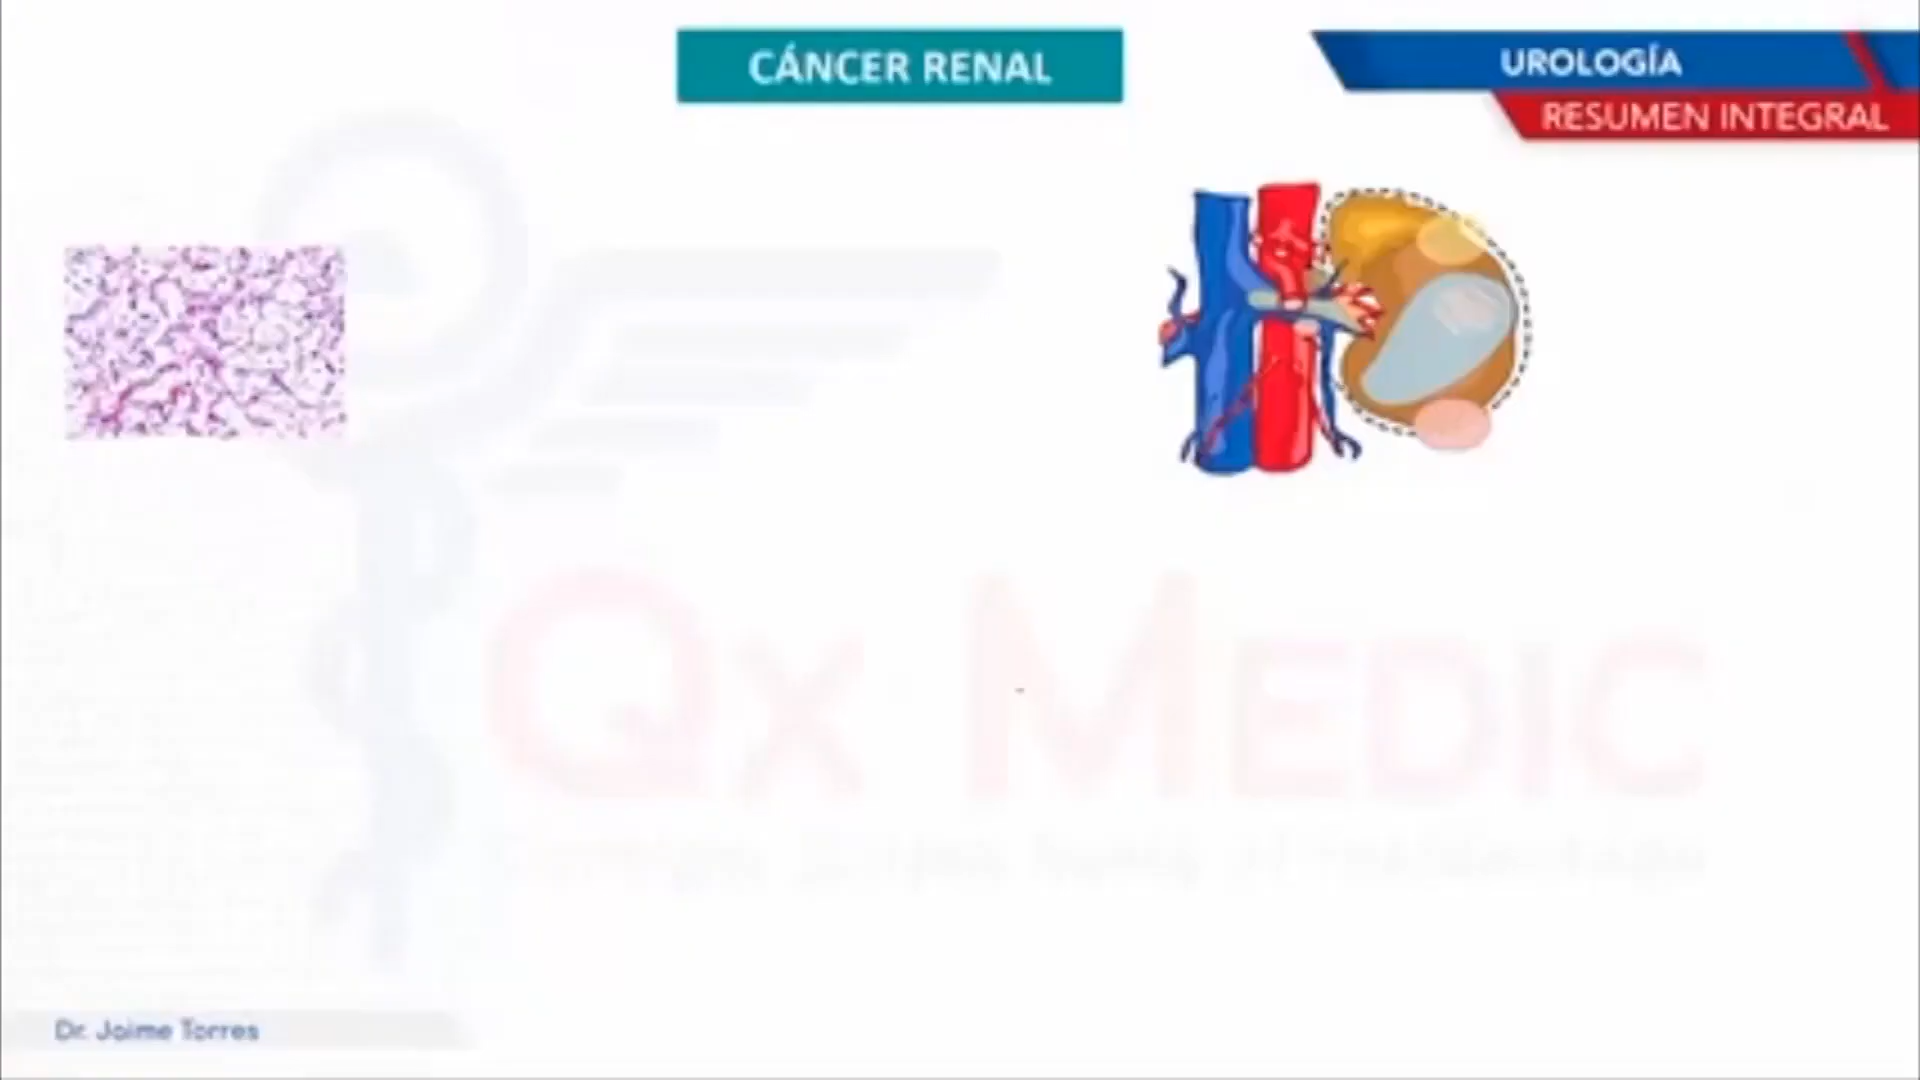 CÁNCER RENAL
UROLOGÍA
RESUMEN INTEGRAL
QX MEDIC
Dr. Jaime Torres